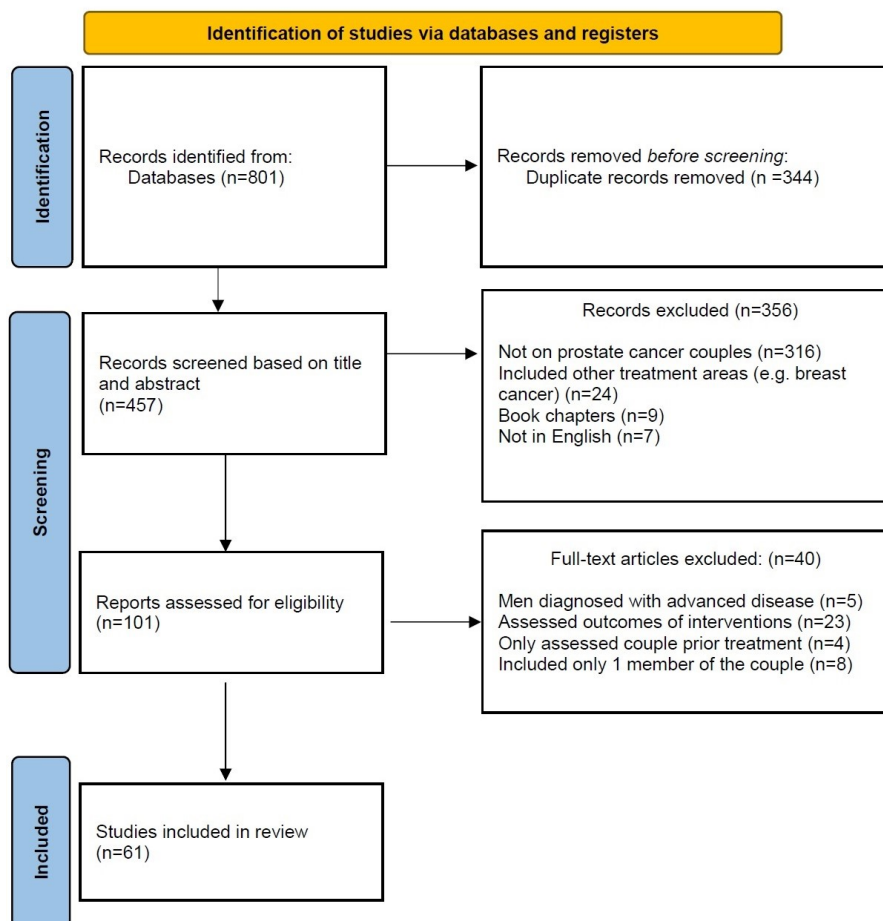 Identification of studies via databases and registers
Identification
Records identified from:
Databases (n=801)
Records removed before screening:
Duplicate records removed (n =344)
Screening
Records screened based on title
and abstract
(n=457)
Records excluded (n=356)
Not on prostate cancer couples (n=316)
Included other treatment areas (e.g. breast
cancer) (n=24)
Book chapters (n=9)
Not in English (n=7)
Reports assessed for eligibility
(n=101)
Full-text articles excluded: (n=40)
Men diagnosed with advanced disease (n=5)
Assessed outcomes of interventions (n=23)
Only assessed couple prior treatment (n=4)
Included only 1 member of the couple (n=8)
Included
Studies included in review
(n=61)